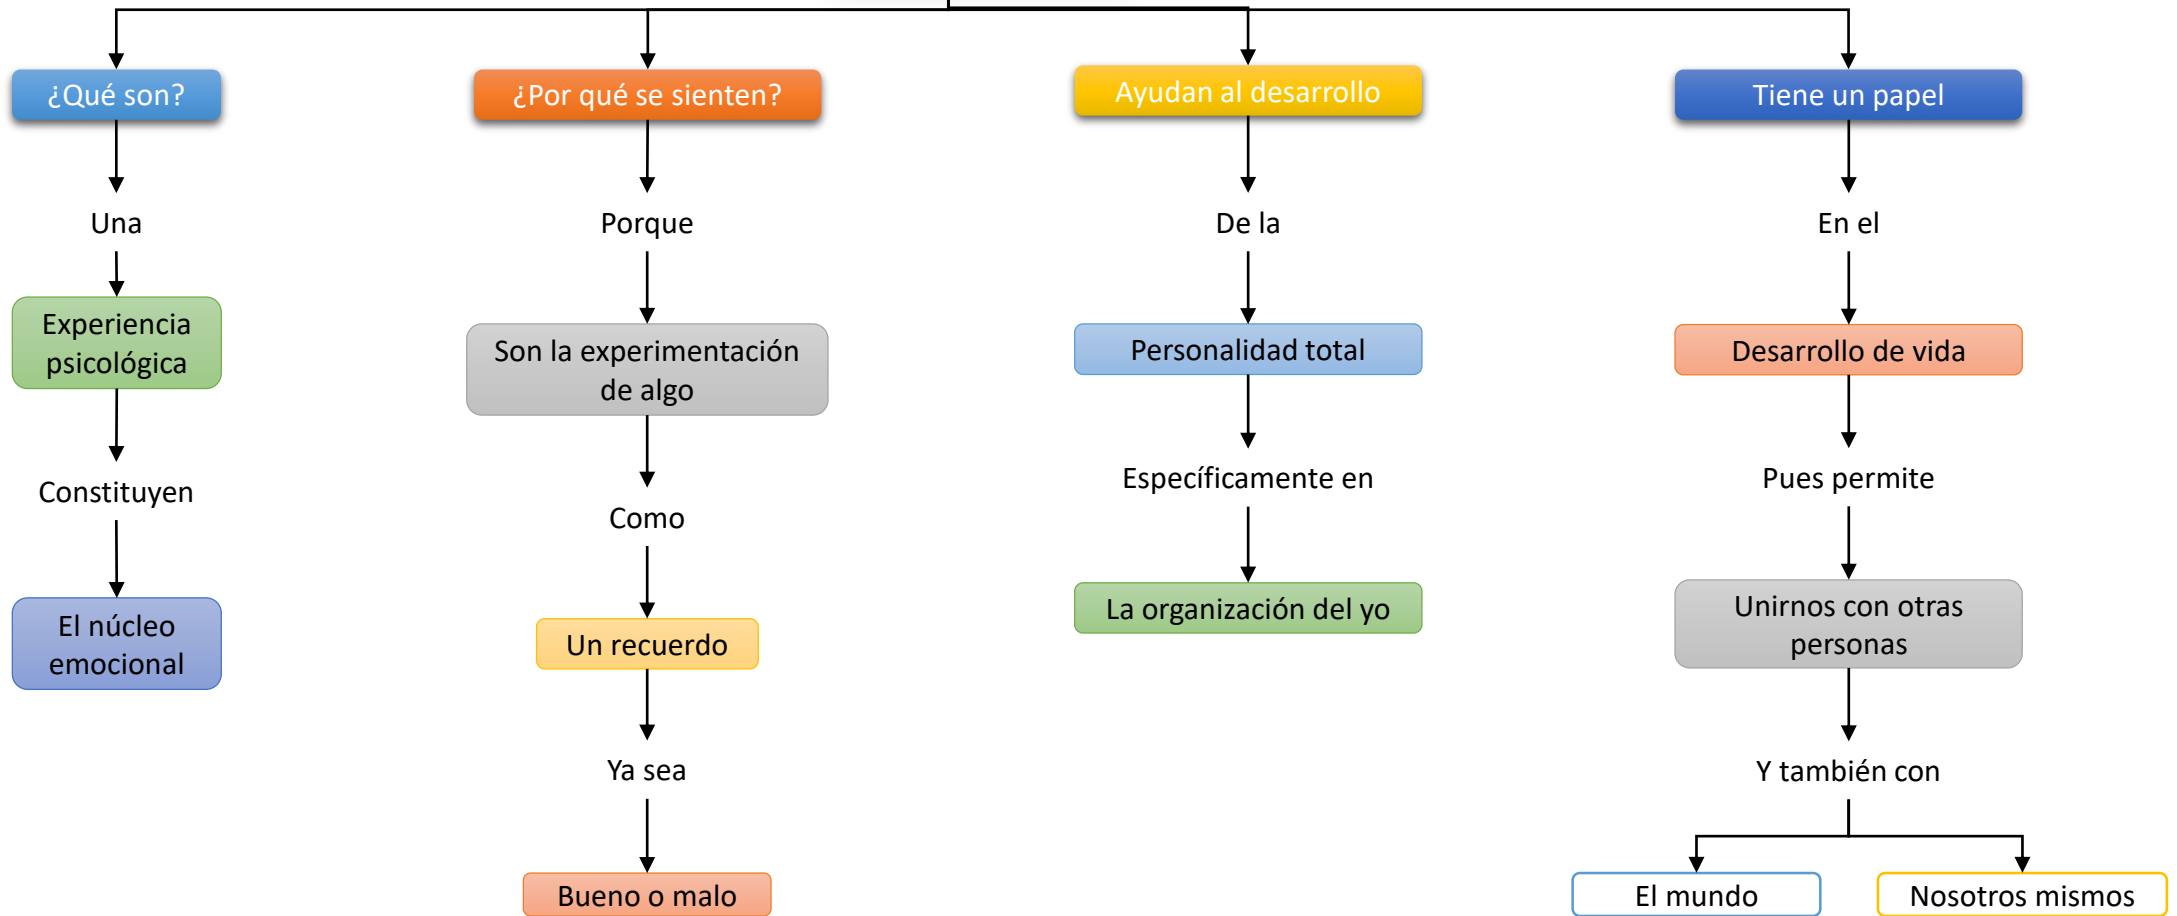 ¿Qué son?
Una
Experiencia
psicológica
Constituyen
El núcleo
emocional
¿Por qué se sienten?
Porque
Son la experimentación
de algo
Como
Un recuerdo
Ya sea
Bueno o malo
Ayudan al desarrollo
De la
Personalidad total
Específicamente en
La organización del yo
Tiene un papel
En el
Desarrollo de vida
Pues permite
Unirnos con otras
personas
Y también con
El mundo
Nosotros mismos